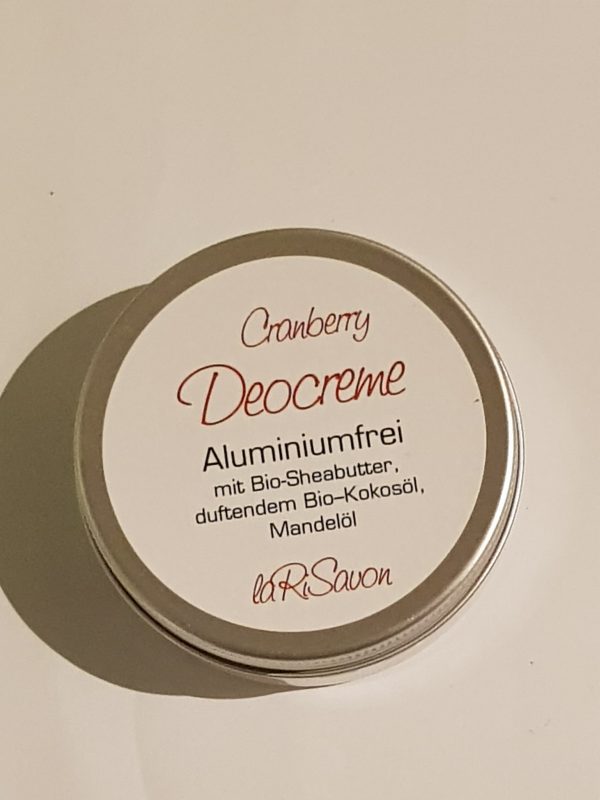 Cranberry
Deocreme
Aluminiumfrei
mit Bio-Sheabutter,
duftendem Bio-Kokosöl,
Mandelöl
laRiSavon